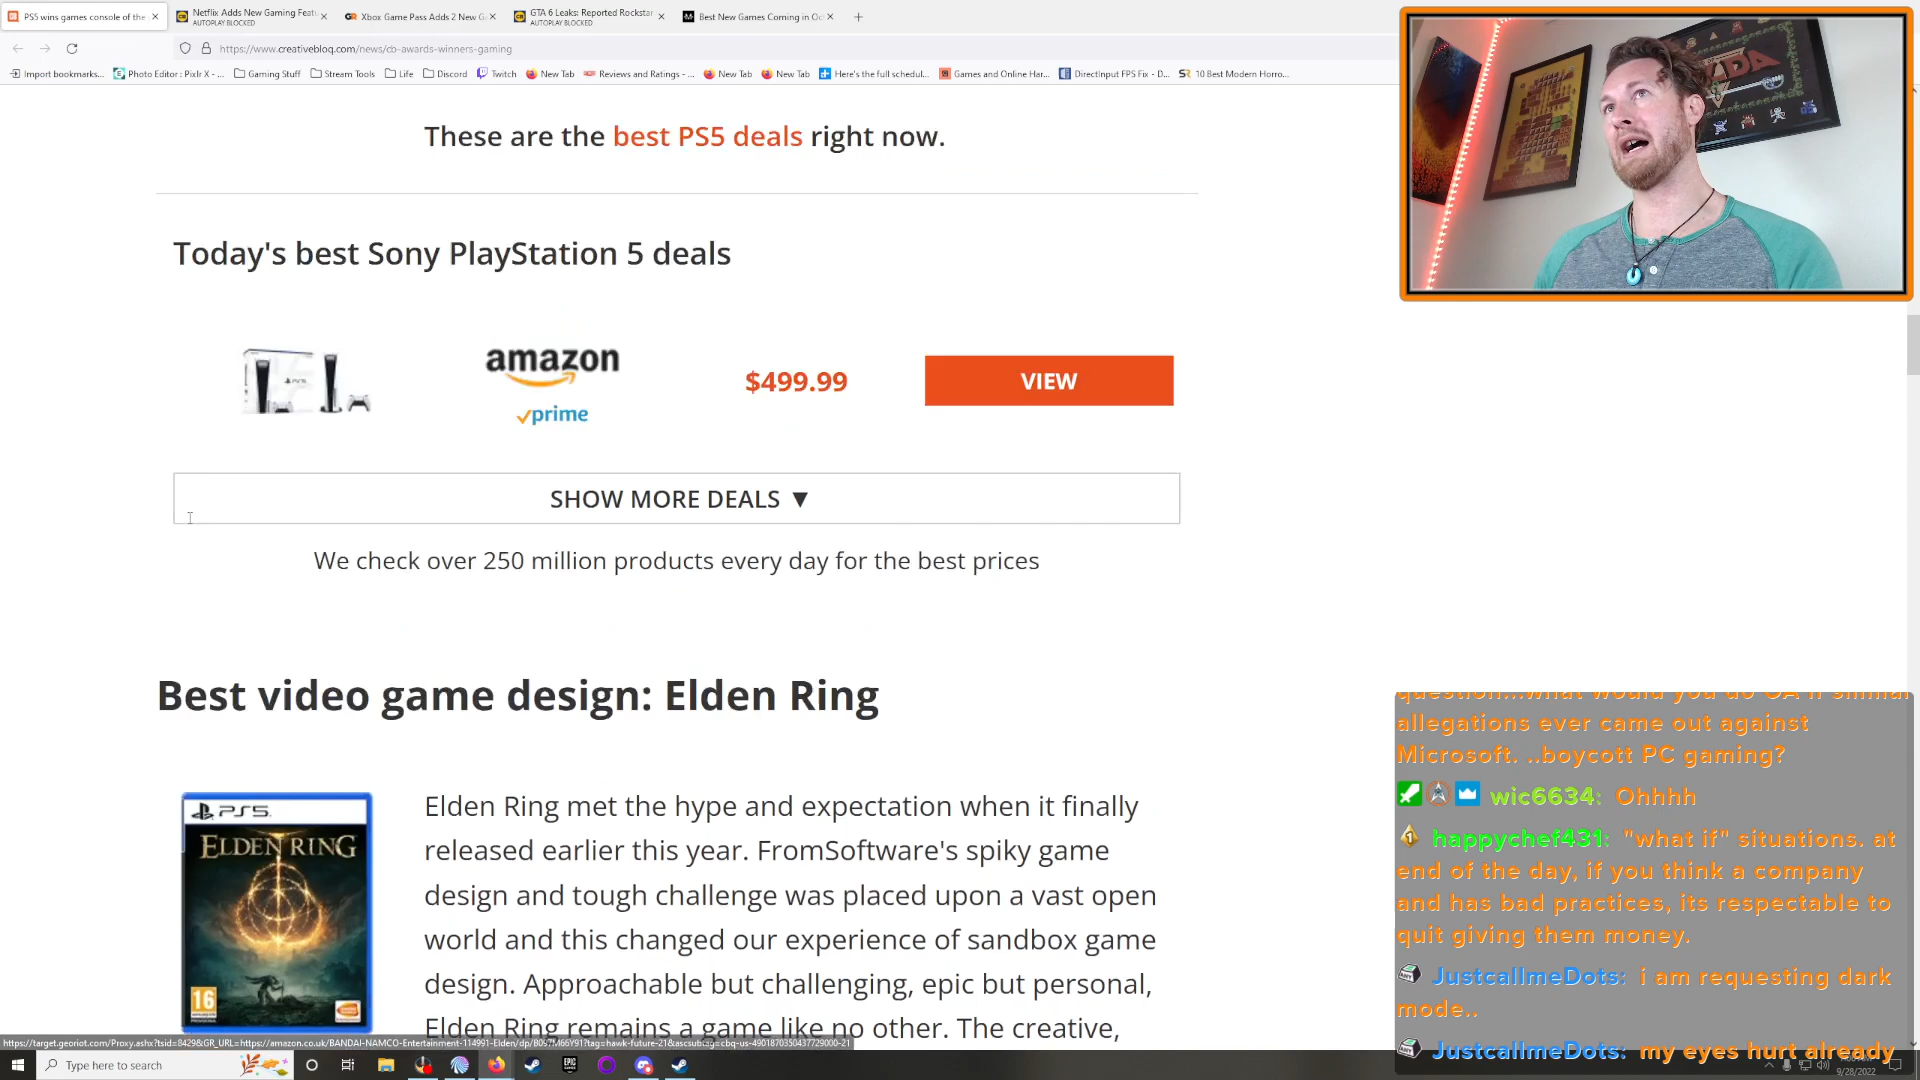 PS5 wins games console of the
Netflix Adds New Gaming Featu
AUTOPLAY BLOCKED
Xbox Game Pass Adds 2 New G
GTA 6 Leaks: Reported Rockstar
AUTOPLAY BLOCKED
Best New Games Coming in Oc
https://www.creativebloq.com/news/cb-awards-winners-gaming
Import bookmarks... Photo Editor : Pixlr X - ... Gaming Stuff Stream Tools Life Discord Twitch New Tab Reviews and Ratings - ... New Tab New Tab Here's the full schedul... Games and Online Har... DirectInput FPS Fix - D... 10 Best Modern Horro...
These are the best PS5 deals right now.
Today's best Sony PlayStation 5 deals
amazon
prime
$499.99
VIEW
SHOW MORE DEALS ▼
We check over 250 million products every day for the best prices
Best video game design: Elden Ring
PS5
ELDEN RING
16
Elden Ring met the hype and expectation when it finally
released earlier this year. FromSoftware's spiky game
design and tough challenge was placed upon a vast open
world and this changed our experience of sandbox game
design. Approachable but challenging, epic but personal,
Elden Ring remains a game like no other. The creative,
question...what would you do
allegations ever came out against
Microsoft. ..boycott PC gaming?
wic6634: Ohhhh
happychef431: "what if" situations. at
end of the day, if you think a company
and has bad practices, its respectable to
quit giving them money.
JustcallmeDots: i am requesting dark
mode..
JustcallmeDots: my eyes hurt already
Type here to search
9/28/2022